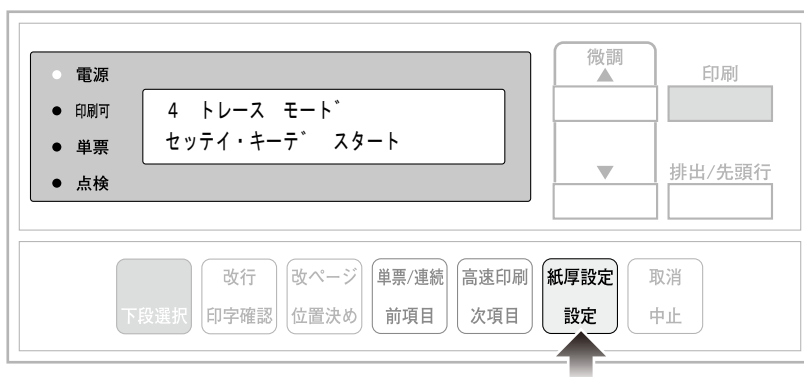 電源
印刷可
単票
点検
4 トレース モード
セッテイ・キーデ スタート
微調
▲
▼
印刷
排出/先頭行
下段選択
改行
印字確認
改ページ
位置決め
単票/連続
前項目
高速印刷
次項目
紙厚設定
設定
取消
中止